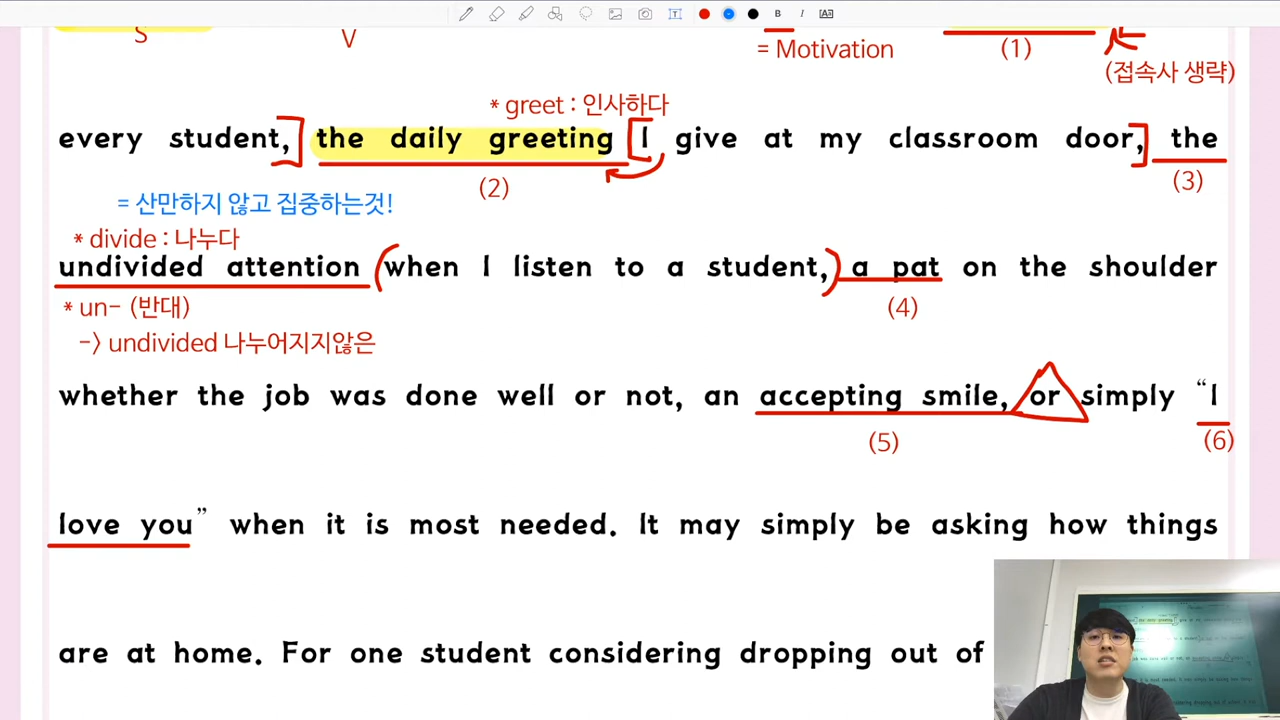 B I A
S V = Motivation (1)
(접속사 생략)
* greet : 인사하다
every student, the daily greeting I give at my classroom door, the
(2) (3)
= 산만하지 않고 집중하는것!
* divide : 나누다
undivided attention when I listen to a student, a pat on the shoulder
* un- (반대) (4)
-> undivided 나누어지지않은
whether the job was done well or not, an accepting smile, or simply “I
(5) (6)
love you” when it is most needed. It may simply be asking how things
are at home. For one student considering dropping out of